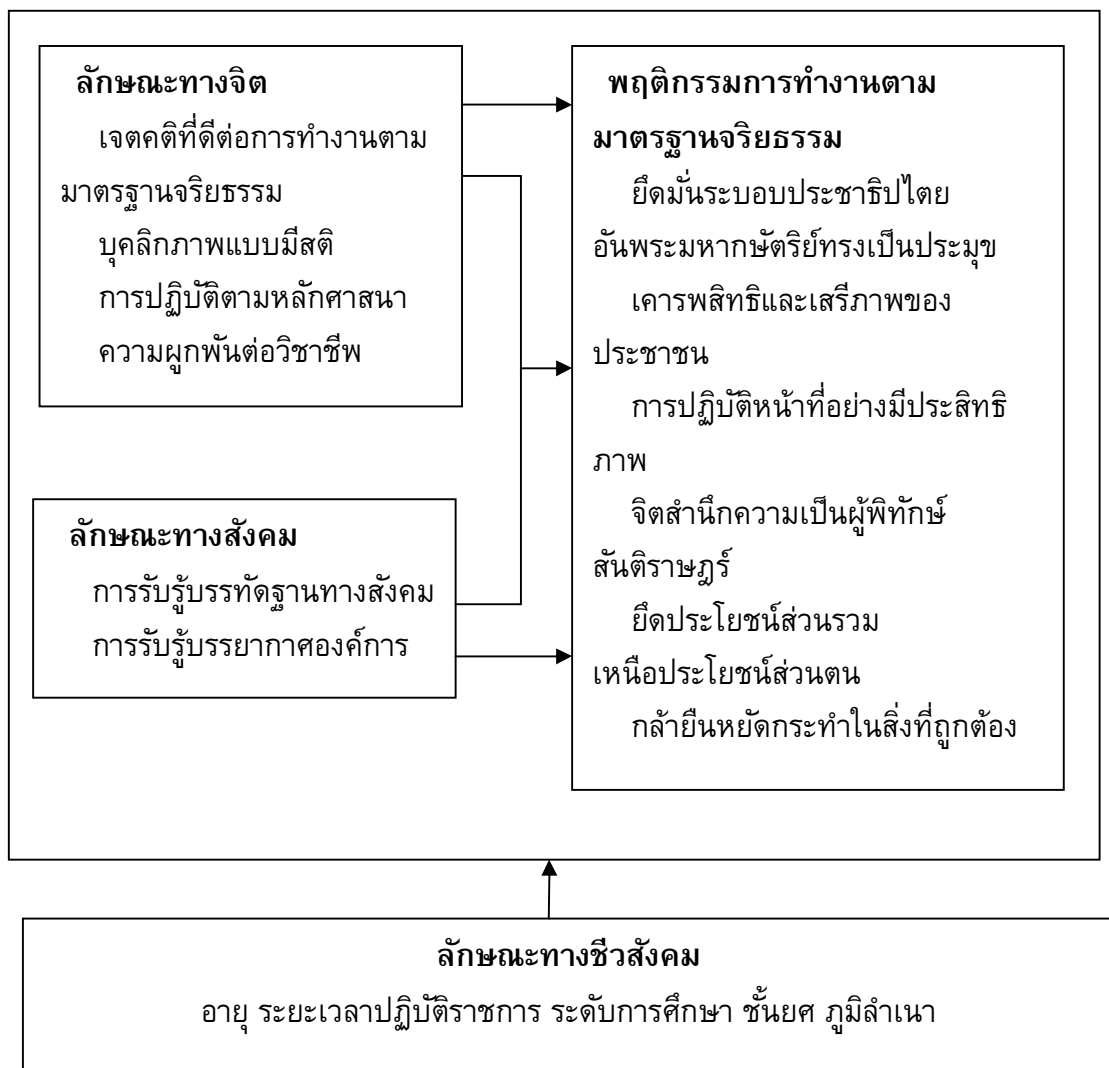 ลักษณะทางจิต
เจตคติที่ดีต่อการทำงานตาม
มาตรฐานจริยธรรม
บุคลิกภาพแบบมีสติ
การปฏิบัติตามหลักศาสนา
ความผูกพันต่อวิชาชีพ
ลักษณะทางสังคม
การรับรู้บรรทัดฐานทางสังคม
การรับรู้บรรยากาศองค์การ
พฤติกรรมการทำงานตาม
มาตรฐานจริยธรรม
ยึดมั่นระบอบประชาธิปไตย
อันพระมหากษัตริย์ทรงเป็นประมุข
เคารพสิทธิและเสรีภาพของ
ประชาชน
การปฏิบัติหน้าที่อย่างมีประสิทธิ
ภาพ
จิตสำนึกความเป็นผู้พิทักษ์
สันติราษฎร์
ยึดประโยชน์ส่วนรวม
เหนือประโยชน์ส่วนตน
กล้ายืนหยัดกระทำในสิ่งที่ถูกต้อง
ลักษณะทางชีวสังคม
อายุ ระยะเวลาปฏิบัติราชการ ระดับการศึกษา ชั้นยศ ภูมิลำเนา